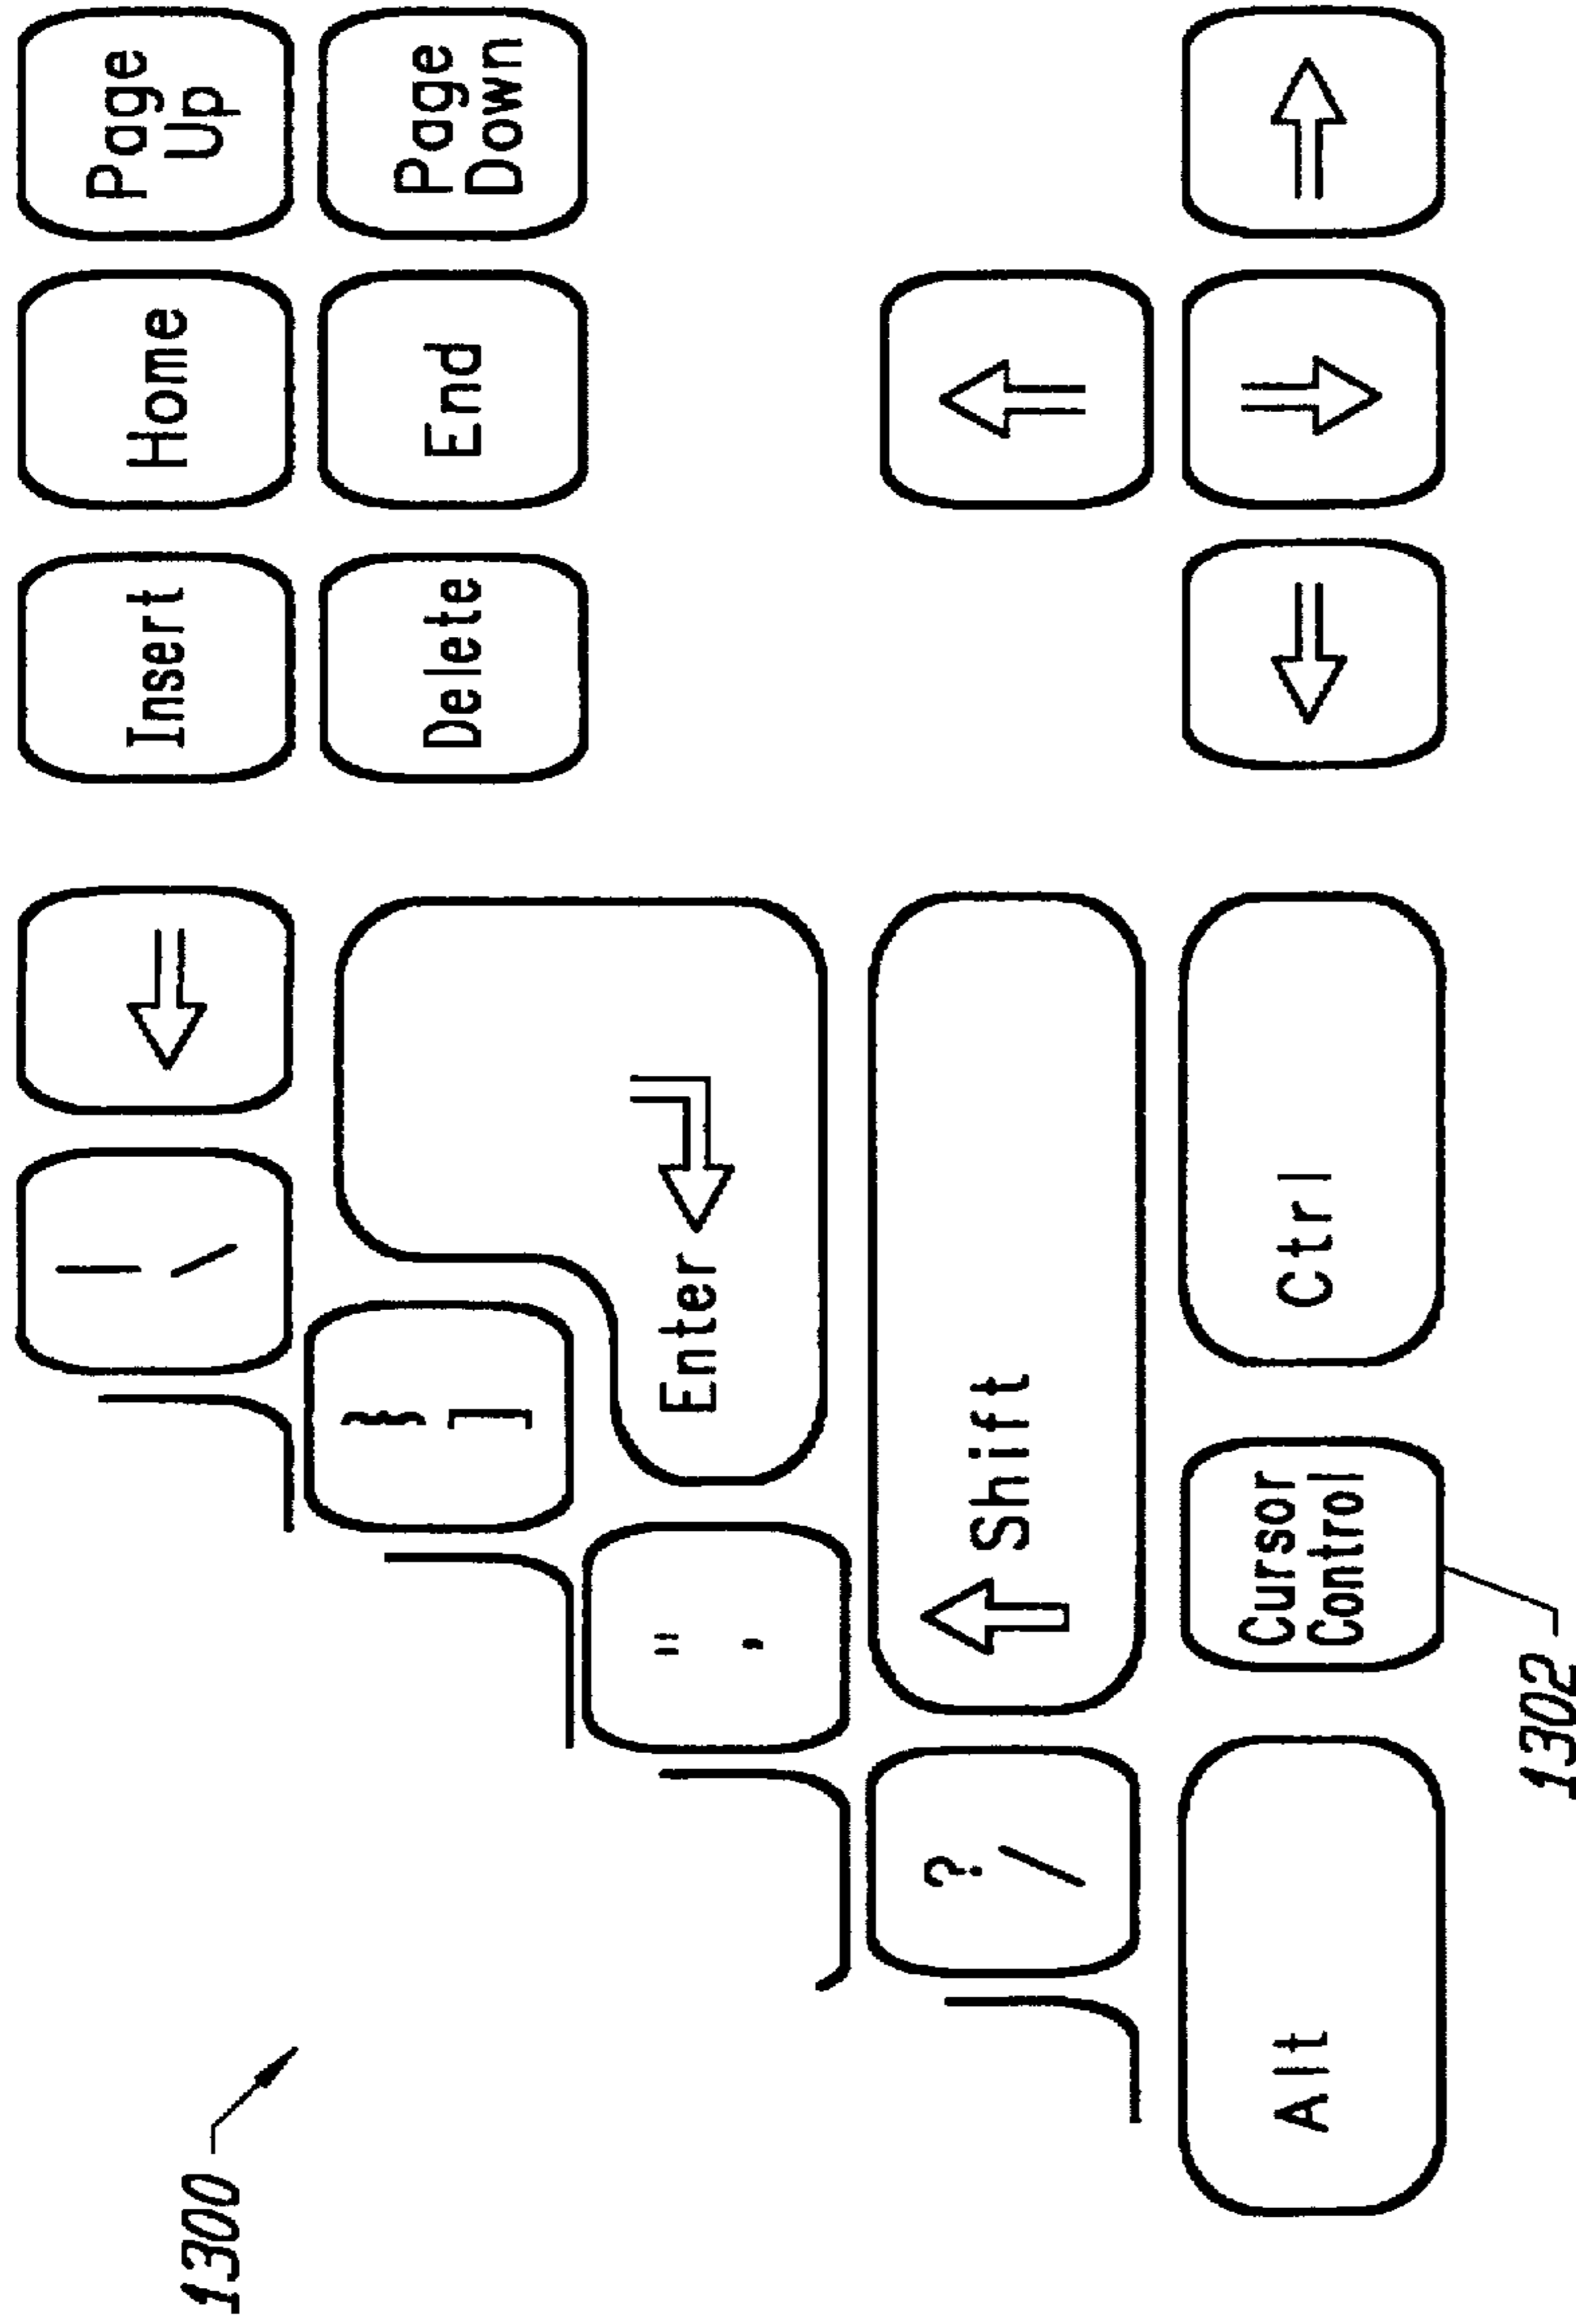 1300
|
\
Insert
Home
Page
Up
}
]
Delete
End
Page
Down
"
'
Enter
?
/
Shift
Alt
Cursor
Control
Ctrl
1302